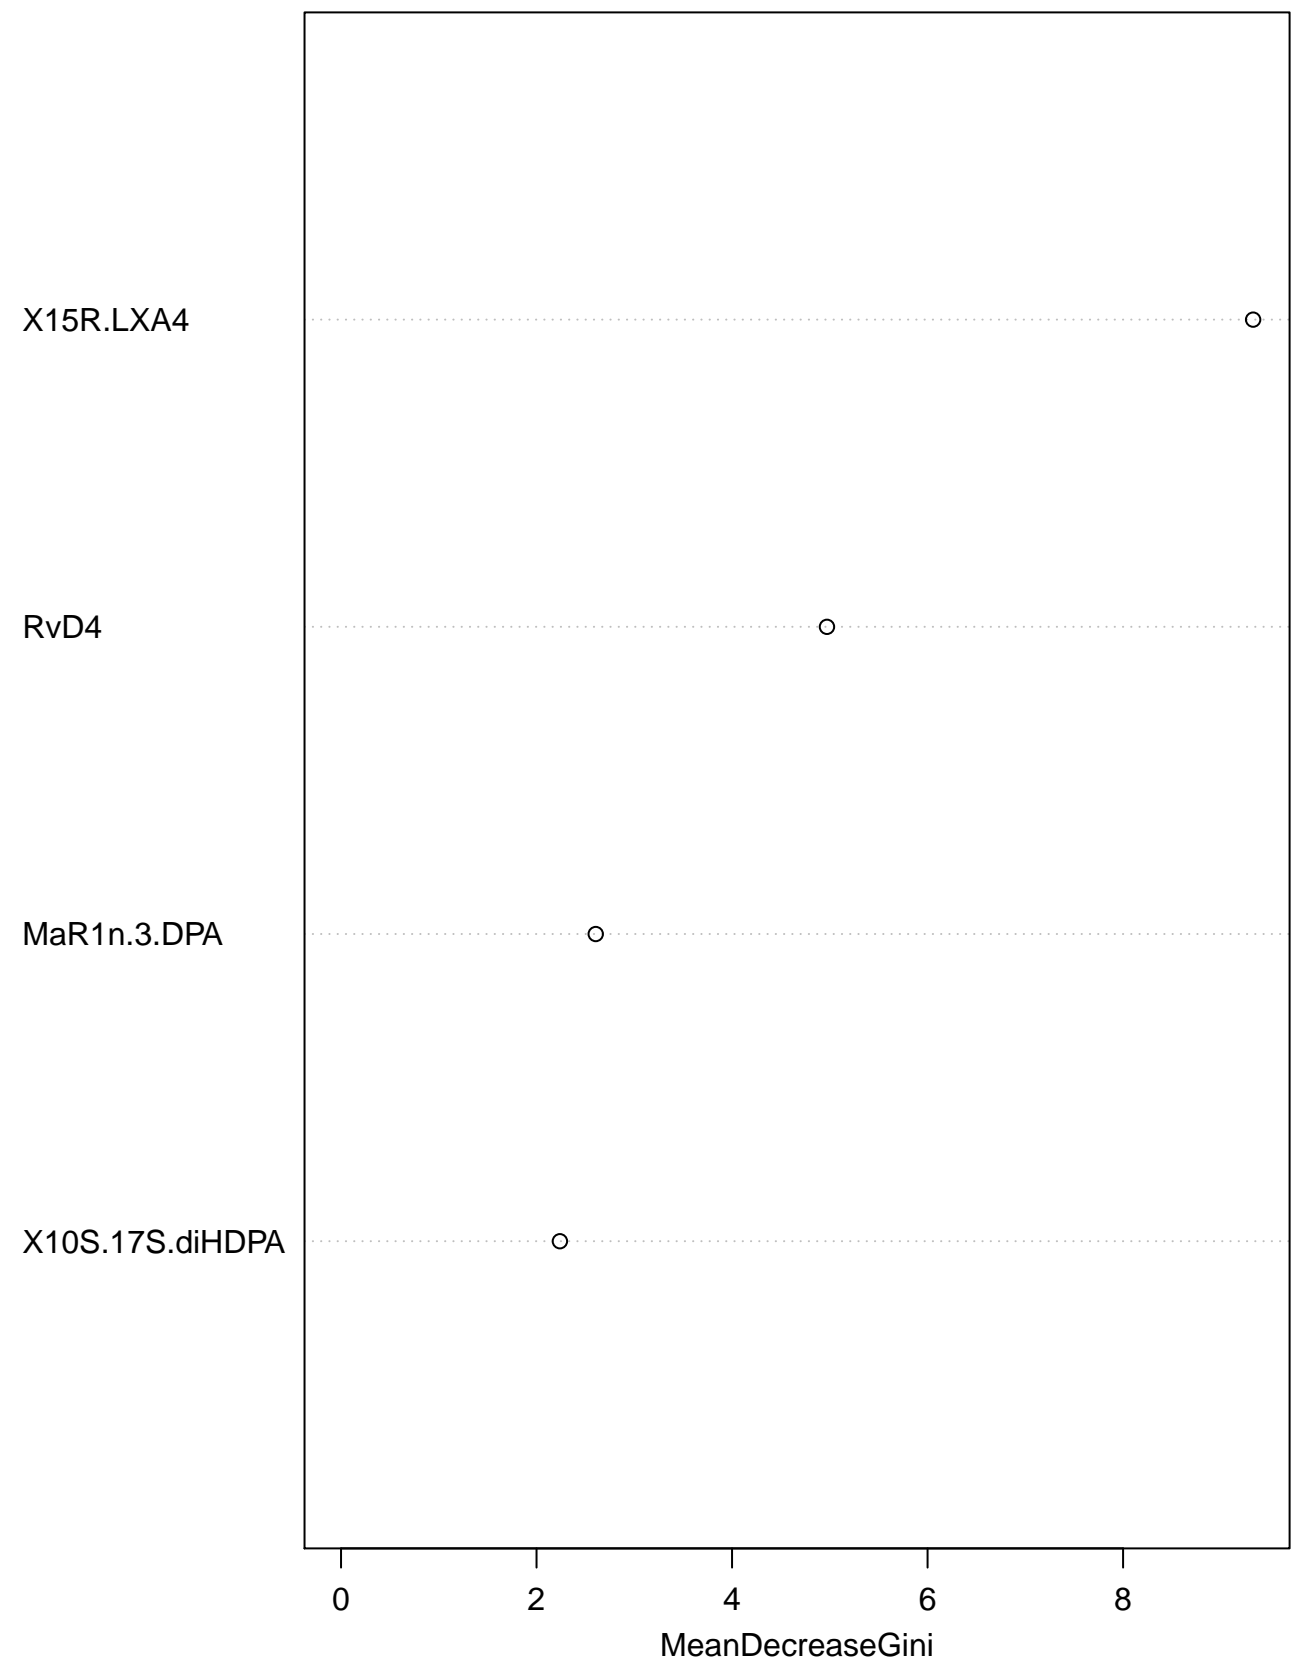 X15R.LXA4
RvD4
MaR1n.3.DPA
X10S.17S.diHDPA
0 2 4 6 8
MeanDecreaseGini